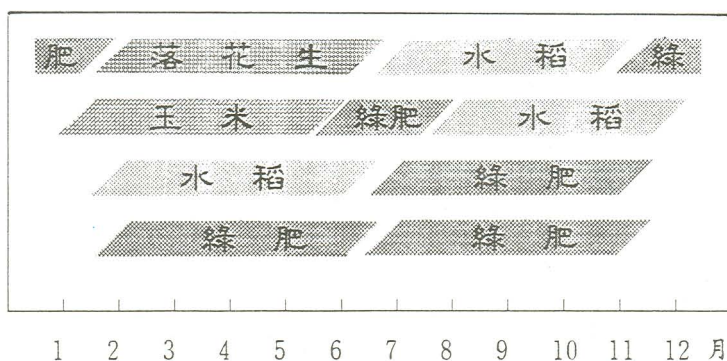 肥 落花生 水稻 綠
玉米 綠肥 水稻
水稻 綠肥
綠肥 綠肥
1 2 3 4 5 6 7 8 9 10 11 12 月